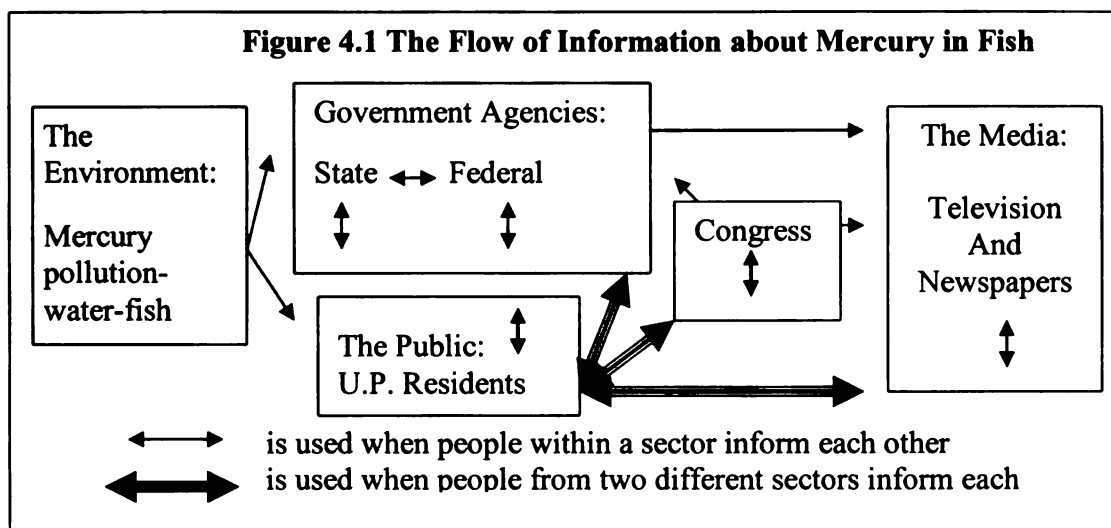 Figure 4.1 The Flow of Information about Mercury in Fish
The
Environment:
Mercury
pollution-
water-fish
Government Agencies:
State Federal
The Public:
U.P. Residents
Congress
The Media:
Television
And
Newspapers
is used when people within a sector inform each other
is used when people from two different sectors inform each